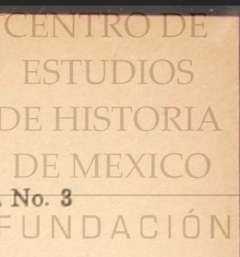 CENTRO DE
ESTUDIOS
DE HISTORIA
DE MEXICO
No. 3
FUNDACIÓN